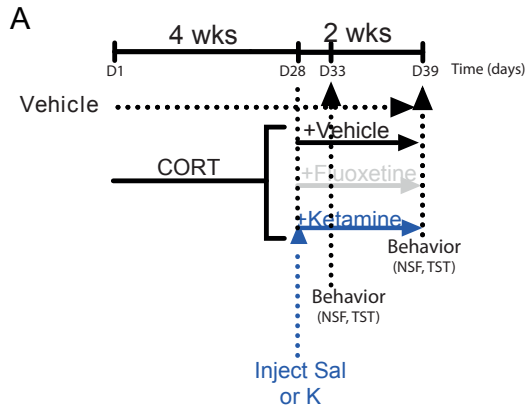 A
4 wks 2 wks
D1 D28 D33 D39 Time (days)
Vehicle
+Vehicle
CORT
+Fluoxetine
+Ketamine
Behavior
(NSF, TST)
Behavior
(NSF, TST)
Inject Sal
or K